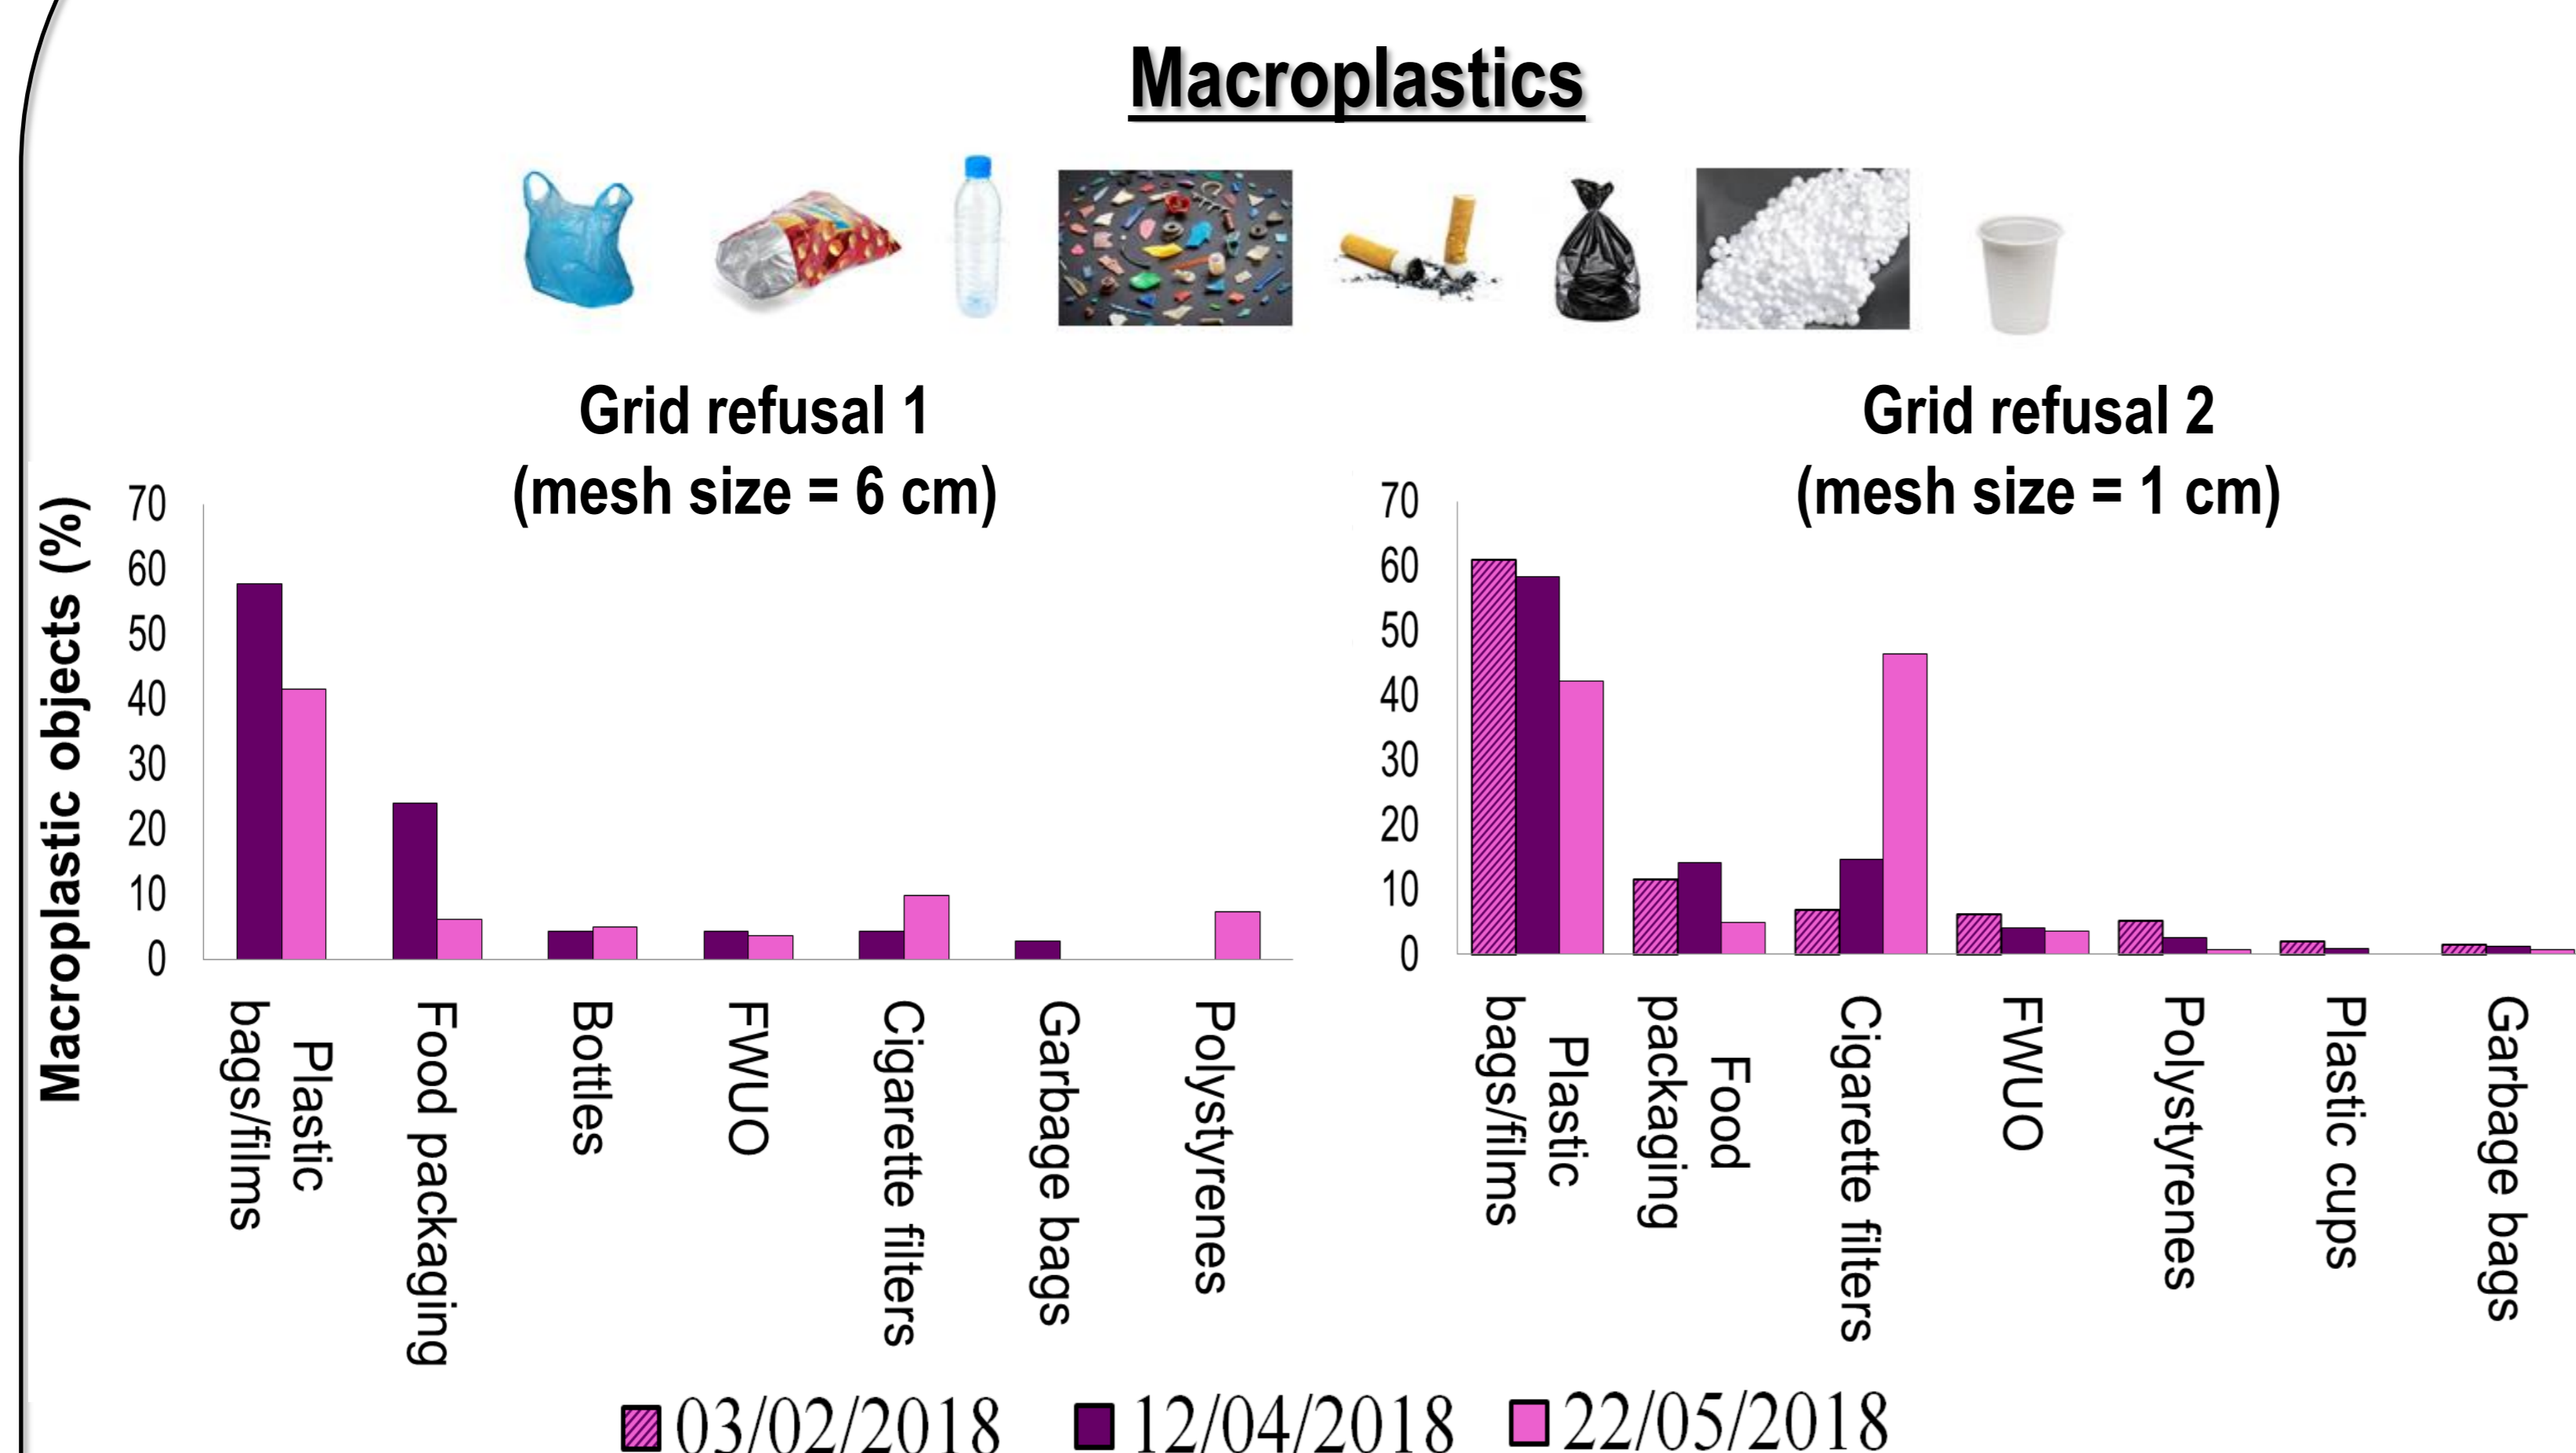 Macroplastics
Grid refusal 1
(mesh size = 6 cm)
Macroplastic objects (%)
70
60
50
40
30
20
10
0
Plastic
bags/films
Food packaging
Bottles
FWUO
Cigarette filters
Garbage bags
Polystyrenes
Grid refusal 2
(mesh size = 1 cm)
70
60
50
40
30
20
10
0
Plastic
bags/films
Food
packaging
Cigarette filters
FWUO
Polystyrenes
Plastic cups
Garbage bags
03/02/2018
12/04/2018
22/05/2018